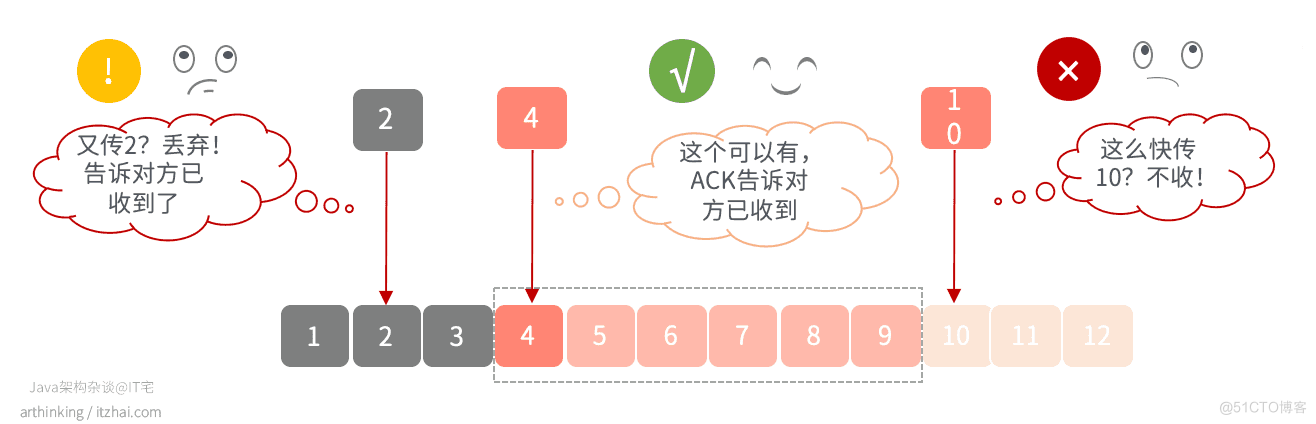 !
√
×
2
4
1
0
又传2？丢弃！
告诉对方已
收到了
这个可以有，
ACK告诉对
方已收到
这么快传
10？不收！
1 2 3 4 5 6 7 8 9 10 11 12
Java架构杂谈@IT宅
arthinking / itzhai.com
@51CTO博客